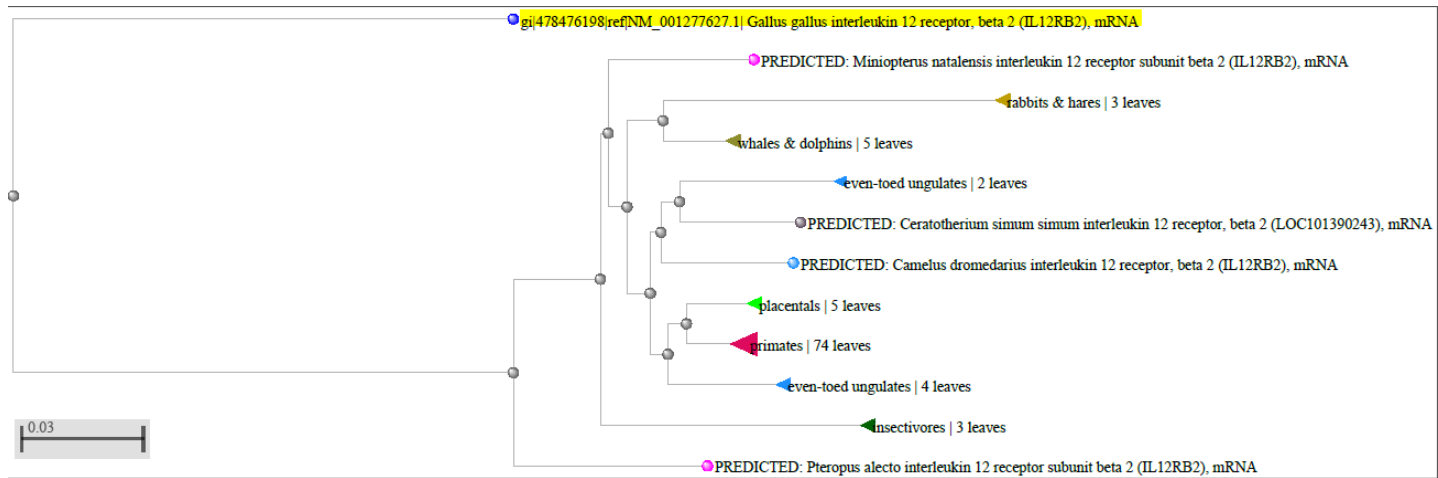 gi|478476198|ref|NM_001277627.1| Gallus gallus interleukin 12 receptor, beta 2 (IL12RB2), mRNA
PREDICTED: Miniopterus natalensis interleukin 12 receptor subunit beta 2 (IL12RB2), mRNA
rabbits & hares | 3 leaves
whales & dolphins | 5 leaves
even-toed ungulates | 2 leaves
PREDICTED: Ceratotherium simum simum interleukin 12 receptor, beta 2 (LOC101390243), mRNA
PREDICTED: Camelus dromedarius interleukin 12 receptor, beta 2 (IL12RB2), mRNA
placentals | 5 leaves
primates | 74 leaves
even-toed ungulates | 4 leaves
0.03
insectivores | 3 leaves
PREDICTED: Pteropus alecto interleukin 12 receptor subunit beta 2 (IL12RB2), mRNA